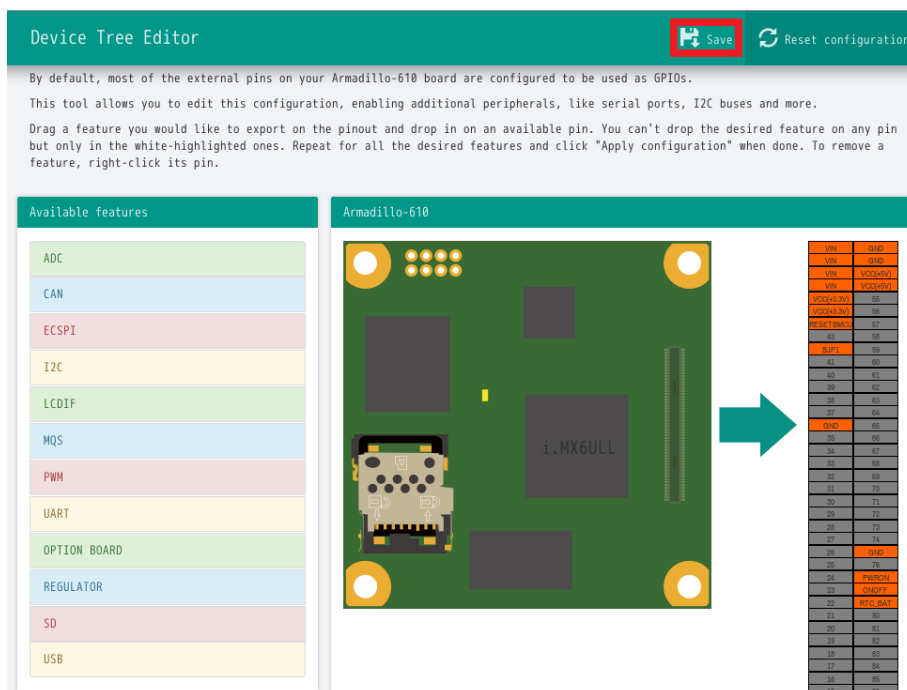 Device Tree Editor
Save
Reset configuration
By default, most of the external pins on your Armadillo-610 board are configured to be used as GPIOs.
This tool allows you to edit this configuration, enabling additional peripherals, like serial ports, I2C buses and more.
Drag a feature you would like to export on the pinout and drop in on an available pin. You can't drop the desired feature on any pin
but only in the white-highlighted ones. Repeat for all the desired features and click "Apply configuration" when done. To remove a
feature, right-click its pin.
Available features
ADC
CAN
ECSPI
I2C
LCDIF
MQS
PWM
UART
OPTION BOARD
REGULATOR
SD
USB
Armadillo-610
i.MX6ULL
VIN GND
VIN GND
VIN VCC(+5V)
VIN VCC(+5V)
VCC(+3.3V) 55
VCC(+3.3V) 56
RESETBMCU 57
43 58
BJP1 59
41 60
40 61
39 62
38 63
37 64
GND 65
35 66
34 67
33 68
32 69
31 70
30 71
29 72
28 73
27 74
26 GND
25 76
24 PWRON
23 ONOFF
22 RTC_BAT
21 80
20 81
19 82
18 83
17 84
16 85